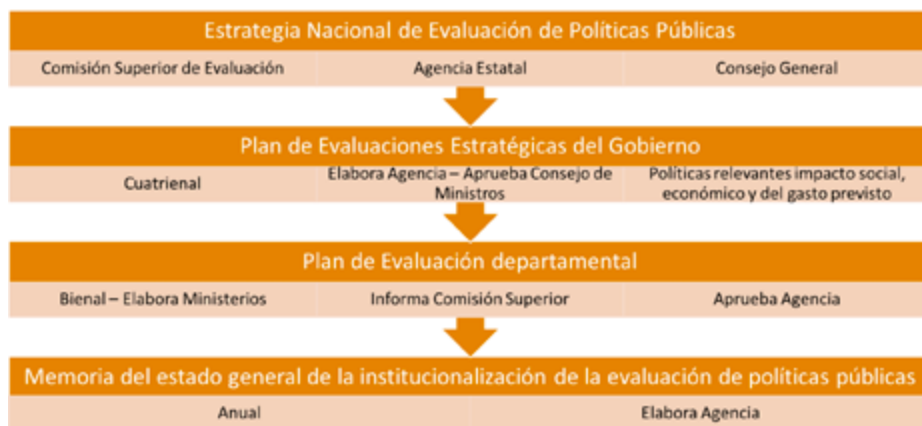 Estrategia Nacional de Evaluación de Políticas Públicas
Comisión Superior de Evaluación
Agencia Estatal
Consejo General
Plan de Evaluaciones Estratégicas del Gobierno
Cuatrienal
Elabora Agencia – Aprueba Consejo de
Ministros
Políticas relevantes impacto social,
económico y del gasto previsto
Plan de Evaluación departamental
Bienal – Elabora Ministerios
Informa Comisión Superior
Aprueba Agencia
Memoria del estado general de la institucionalización de la evaluación de políticas públicas
Anual
Elabora Agencia